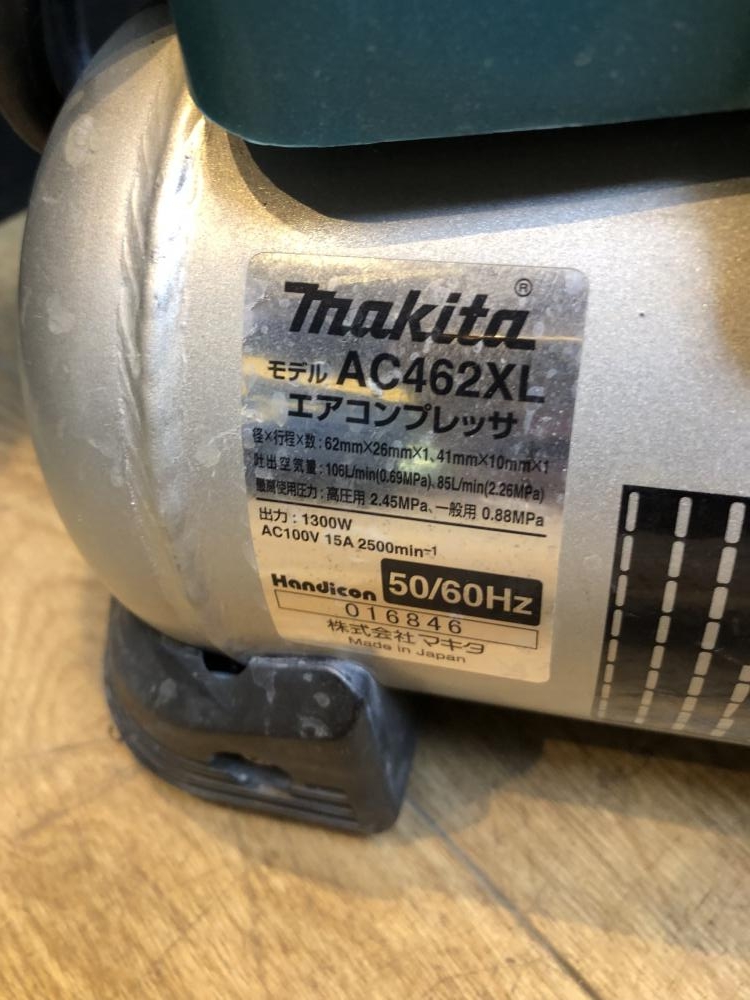 makita®
モデル AC462XL
エアコンプレッサ
径×行程×数:62mm×26mm×1、41mm×10mm×1
吐出空気量:106L/min(0.69MPa)、85L/min(2.26MPa)
最高使用圧力:高圧用 2.45MPa、一般用 0.88MPa
出力:1300W
AC100V 15A 2500min⁻¹
Handicon 50/60Hz
016846
株式会社 マキタ
Made in Japan